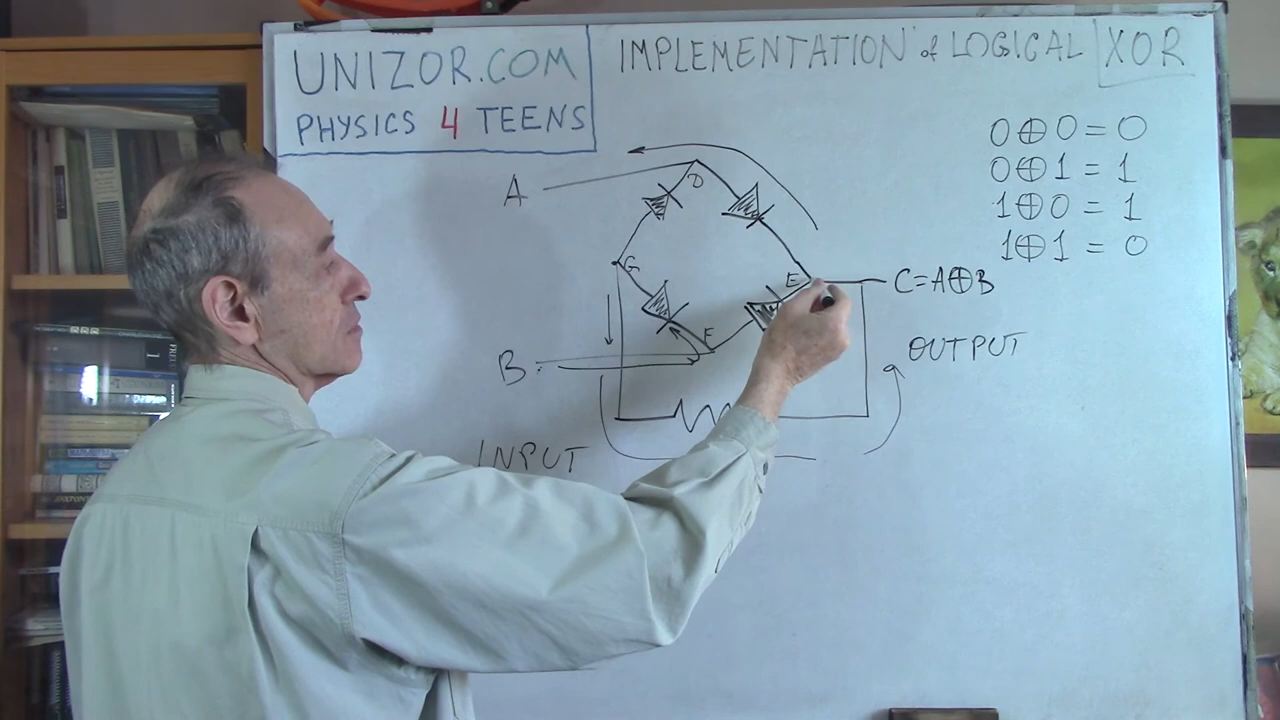 UNIZOR.COM
PHYSICS 4 TEENS
IMPLEMENTATION of LOGICAL XOR
0⊕0=0
0⊕1=1
1⊕0=1
1⊕1=0
A
D
G
E
C=A⊕B
B
F
OUTPUT
INPUT